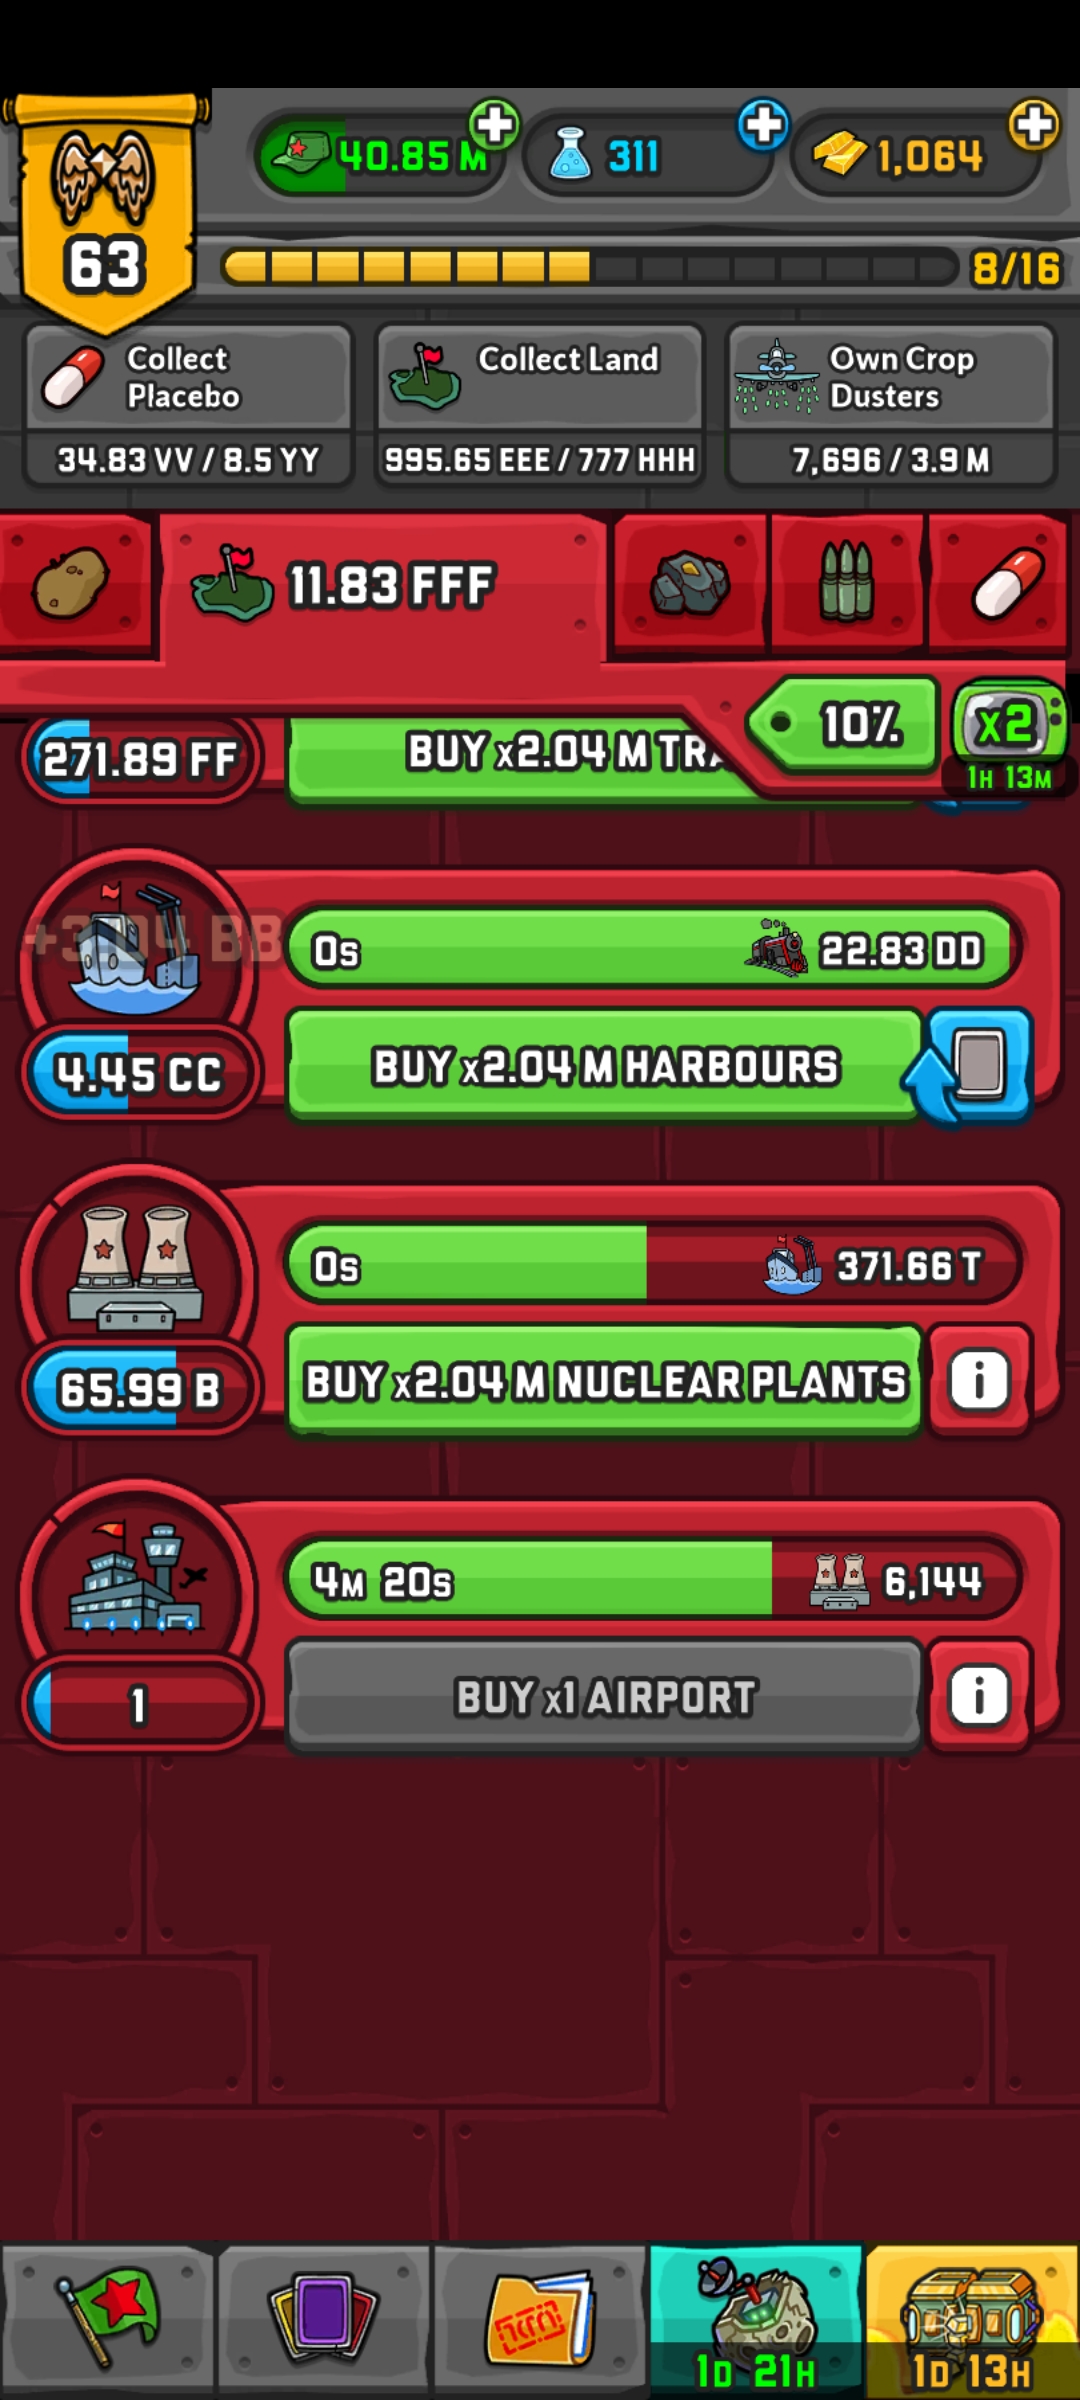 40.85 M
311
1,064
63
8/16
Collect
Placebo
34.83 VV / 8.5 YY
Collect Land
995.65 EEE / 777 HHH
Own Crop
Dusters
7,696 / 3.9 M
11.83 FFF
10%
x2
1H 13M
271.89 FF
BUY x2.04 M
0s
22.83 DD
4.45 CC
BUY x2.04 M HARBOURS
0s
371.66 T
65.99 B
BUY x2.04 M NUCLEAR PLANTS
i
4M 20s
6,144
1
BUY x1 AIRPORT
i
1D 21H
1D 13H